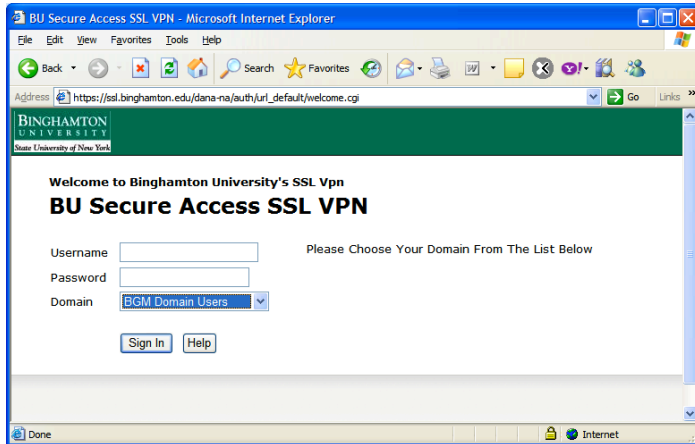 BU Secure Access SSL VPN - Microsoft Internet Explorer
File Edit View Favorites Tools Help
Back Search Favorites W Y!
Address https://ssl.binghamton.edu/dana-na/auth/url_default/welcome.cgi Go Links »
BINGHAMTON
UNIVERSITY
State University of New York
Welcome to Binghamton University's SSL Vpn
BU Secure Access SSL VPN
Username Please Choose Your Domain From The List Below
Password
Domain BGM Domain Users
Sign In Help
Done Internet